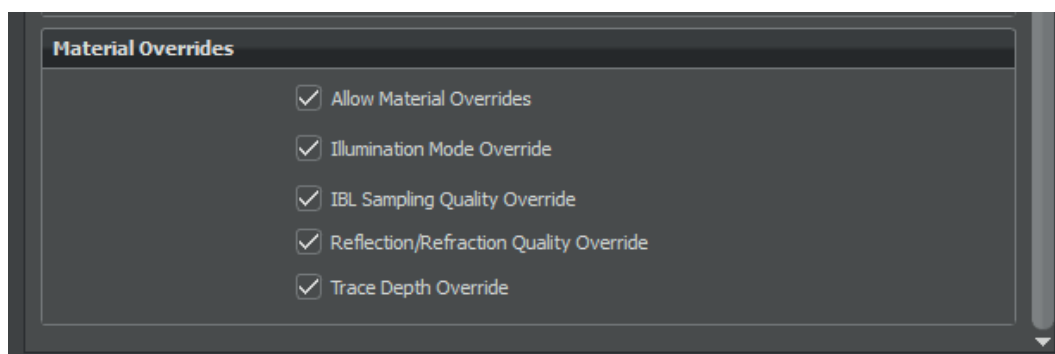 Material Overrides
Allow Material Overrides
Illumination Mode Override
IBL Sampling Quality Override
Reflection/Refraction Quality Override
Trace Depth Override